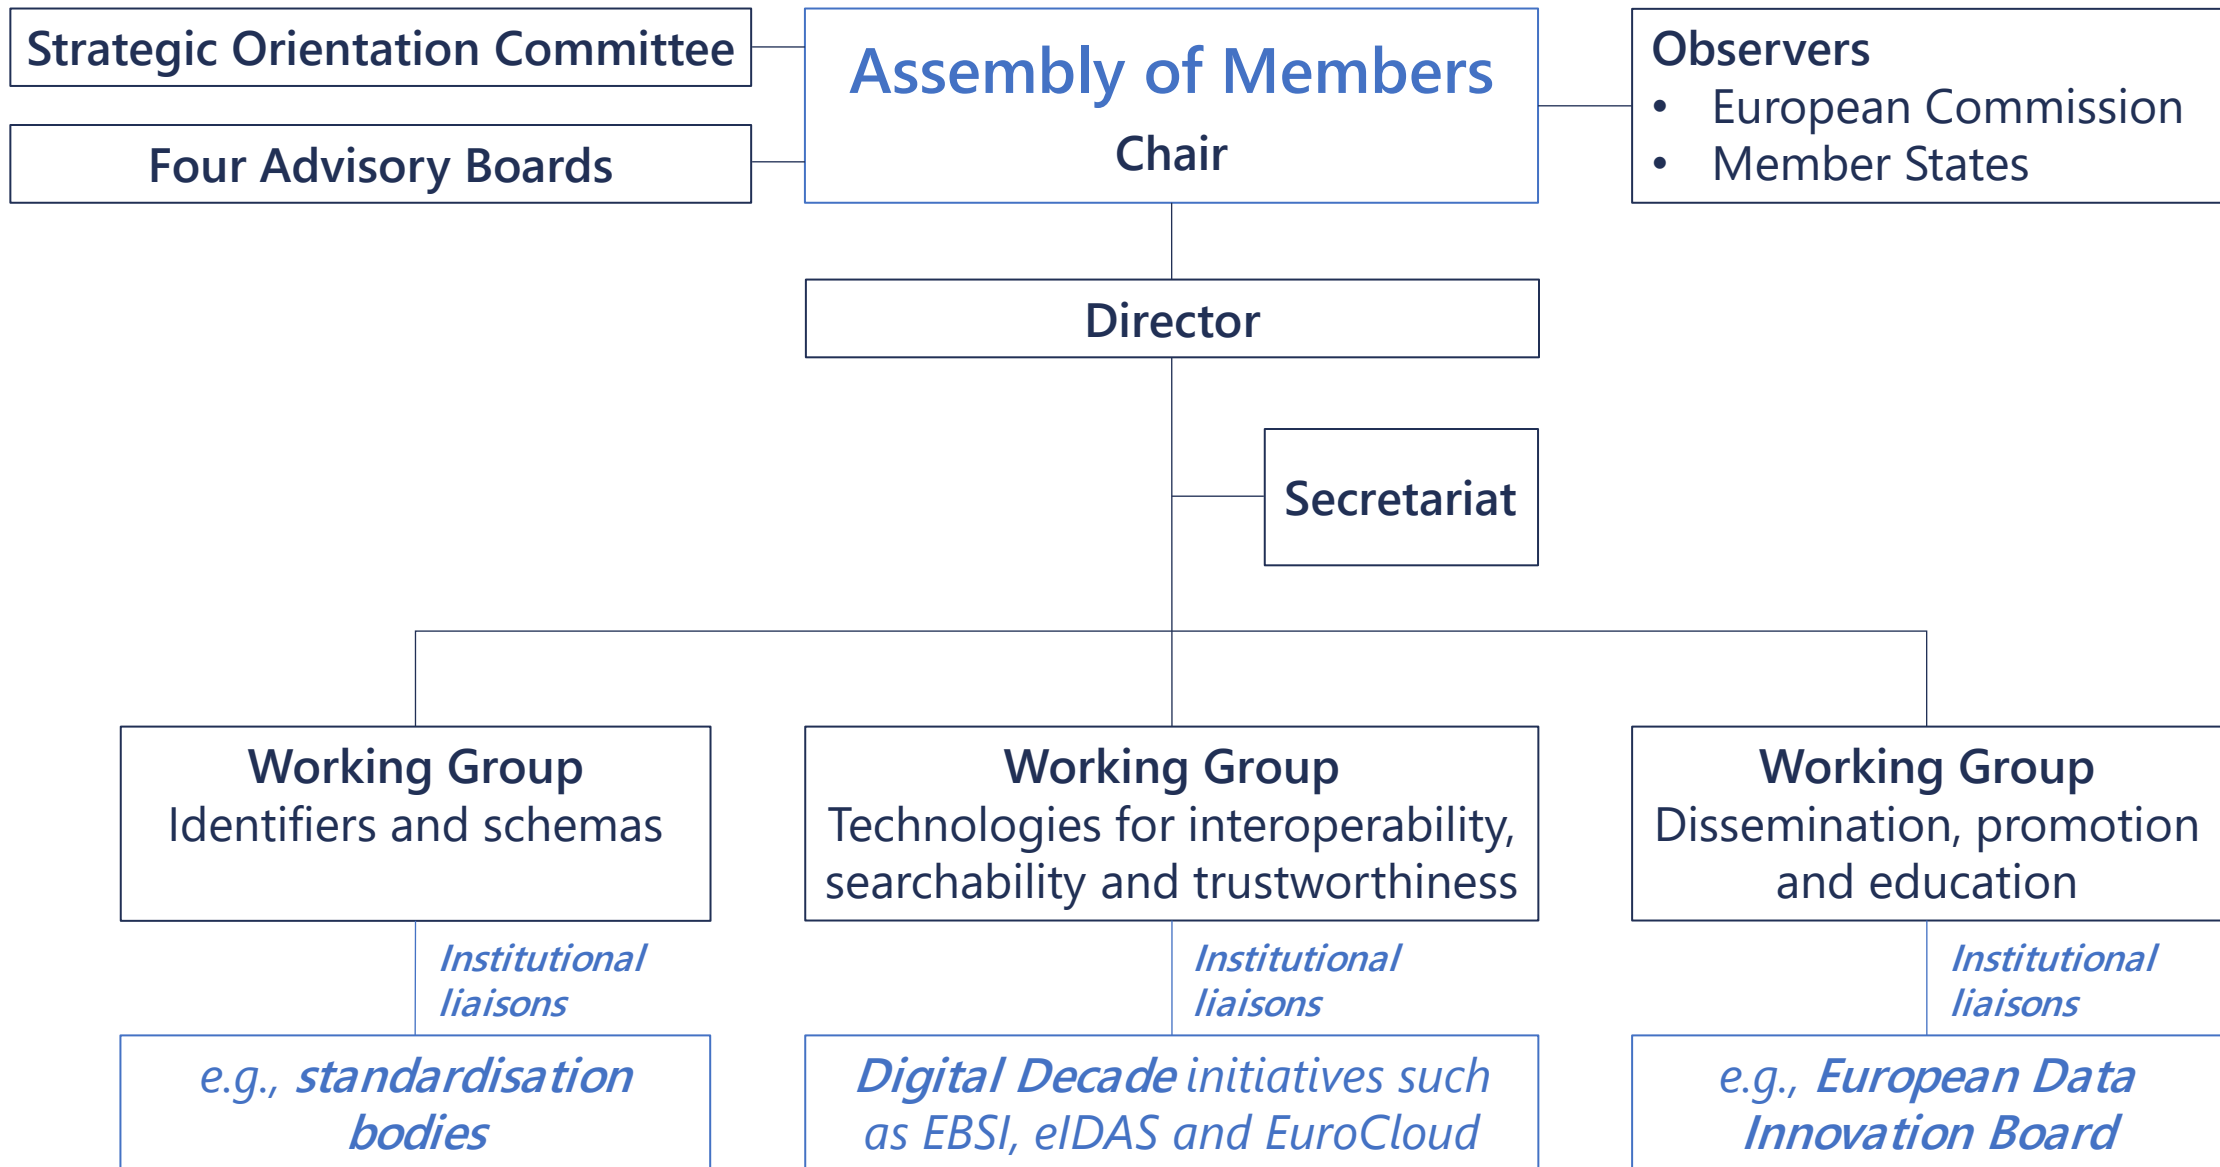 Strategic Orientation Committee
Four Advisory Boards
Assembly of Members
Chair
Observers
• European Commission
• Member States
Director
Secretariat
Working Group
Identifiers and schemas
Working Group
Technologies for interoperability,
searchability and trustworthiness
Working Group
Dissemination, promotion
and education
Institutional
liaisons
Institutional
liaisons
Institutional
liaisons
e.g., standardisation
bodies
Digital Decade initiatives such
as EBSI, eIDAS and EuroCloud
e.g., European Data
Innovation Board